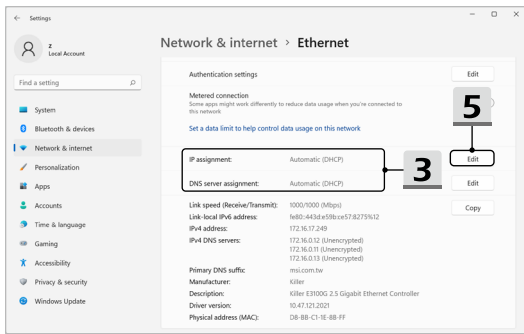 Settings
z
Local Account
Find a setting
System
Bluetooth & devices
Network & internet
Personalization
Apps
Accounts
Time & language
Gaming
Accessibility
Privacy & security
Windows Update
Network & internet > Ethernet
Authentication settings
Edit
Metered connection
Some apps might work differently to reduce data usage when you're connected to
this network
Set a data limit to help control data usage on this network
5
IP assignment: Automatic (DHCP)
Edit
3
DNS server assignment: Automatic (DHCP)
Edit
Link speed (Receive/Transmit): 1000/1000 (Mbps)
Copy
Link-local IPv6 address: fe80::443d:e59b:ce57:8275%12
IPv4 address: 172.16.17.249
IPv4 DNS servers: 172.16.0.12 (Unencrypted)
172.16.0.11 (Unencrypted)
172.16.0.13 (Unencrypted)
Primary DNS suffix: msi.com.tw
Manufacturer: Killer
Description: Killer E3100G 2.5 Gigabit Ethernet Controller
Driver version: 10.47.121.2021
Physical address (MAC): D8-BB-C1-1E-8B-FF